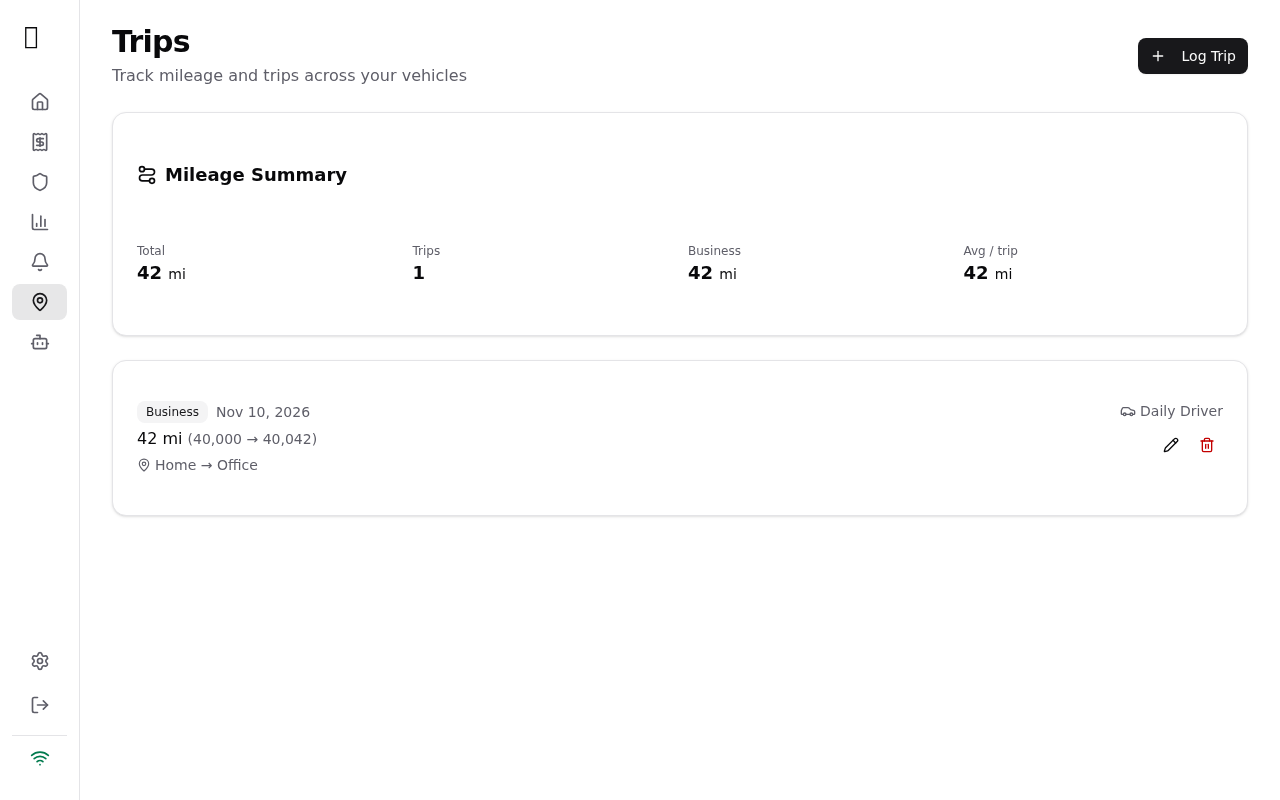 Trips
Track mileage and trips across your vehicles
Log Trip
Mileage Summary
Total
42 mi
Trips
1
Business
42 mi
Avg / trip
42 mi
Business Nov 10, 2026
42 mi (40,000 → 40,042)
Home → Office
Daily Driver